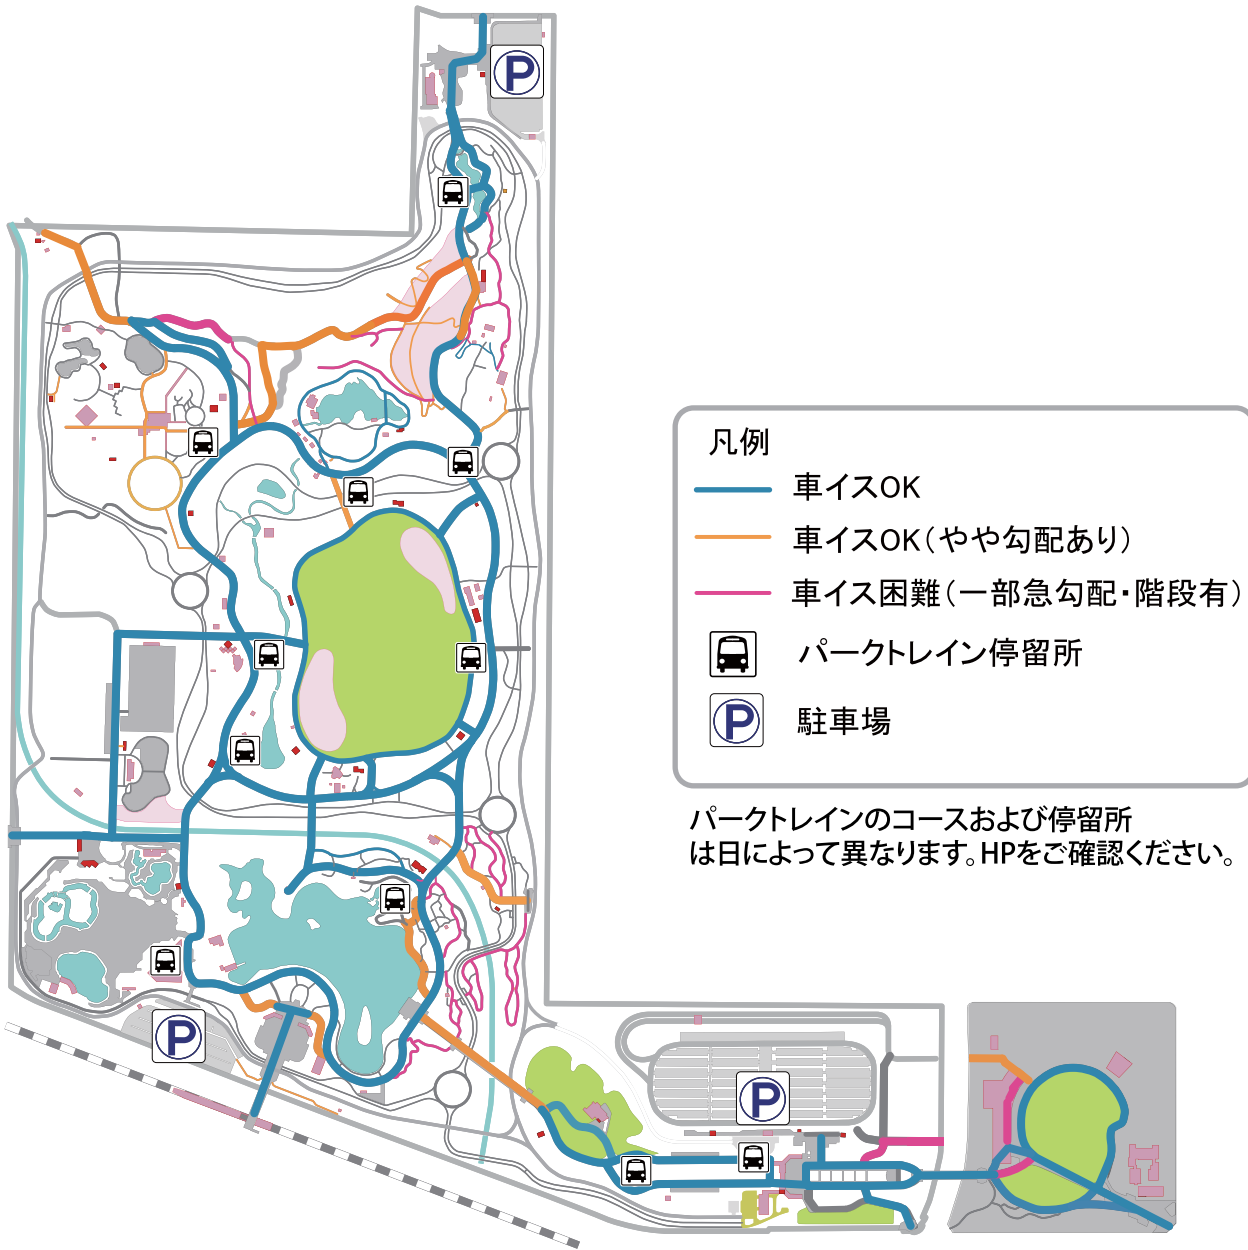 P
凡例
車イスOK
車イスOK(やや勾配あり)
車イス困難(一部急勾配・階段有)
パークトレイン停留所
P
駐車場
パークトレインのコースおよび停留所
は日によって異なります。HPをご確認ください。
P
P